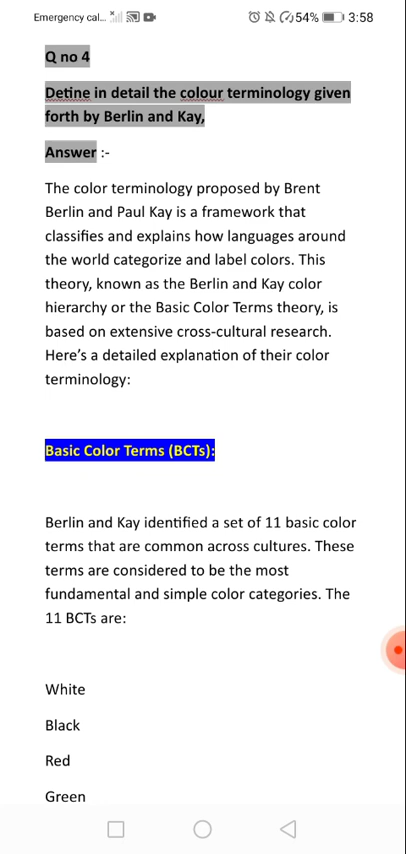 Emergency cal... 54% 3:58
Q no 4
Detine in detail the colour terminology given
forth by Berlin and Kay,
Answer :-
The color terminology proposed by Brent
Berlin and Paul Kay is a framework that
classifies and explains how languages around
the world categorize and label colors. This
theory, known as the Berlin and Kay color
hierarchy or the Basic Color Terms theory, is
based on extensive cross-cultural research.
Here's a detailed explanation of their color
terminology:
Basic Color Terms (BCTs):
Berlin and Kay identified a set of 11 basic color
terms that are common across cultures. These
terms are considered to be the most
fundamental and simple color categories. The
11 BCTs are:
White
Black
Red
Green